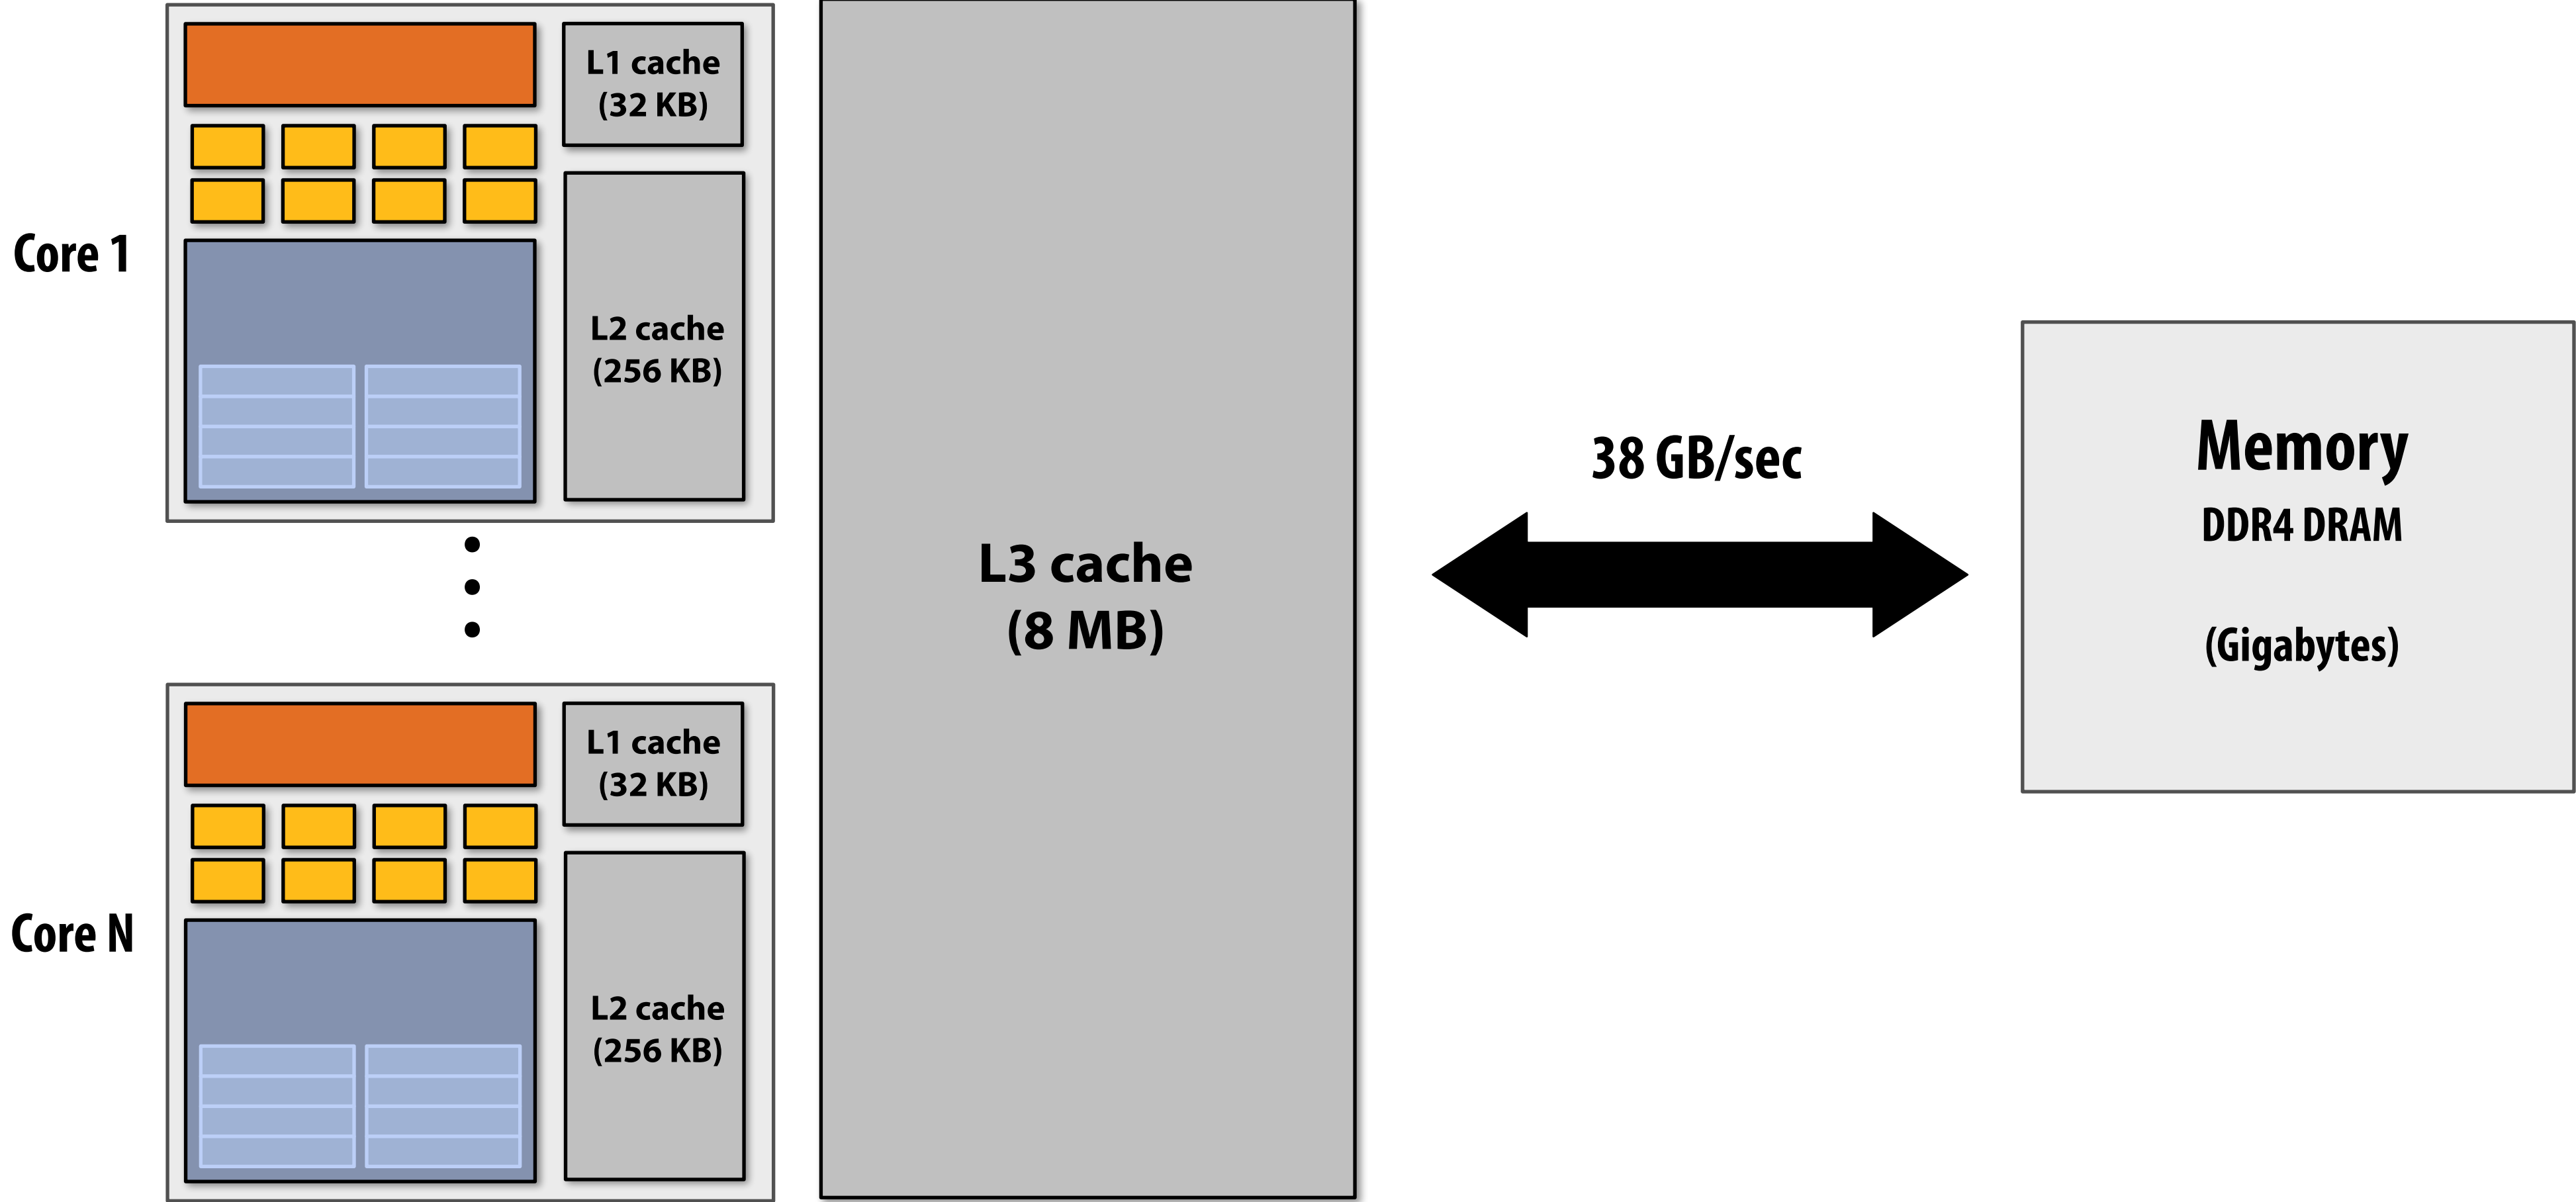 Core 1
L1 cache
(32 KB)
L2 cache
(256 KB)
Core N
L1 cache
(32 KB)
L2 cache
(256 KB)
L3 cache
(8 MB)
38 GB/sec
Memory
DDR4 DRAM
(Gigabytes)